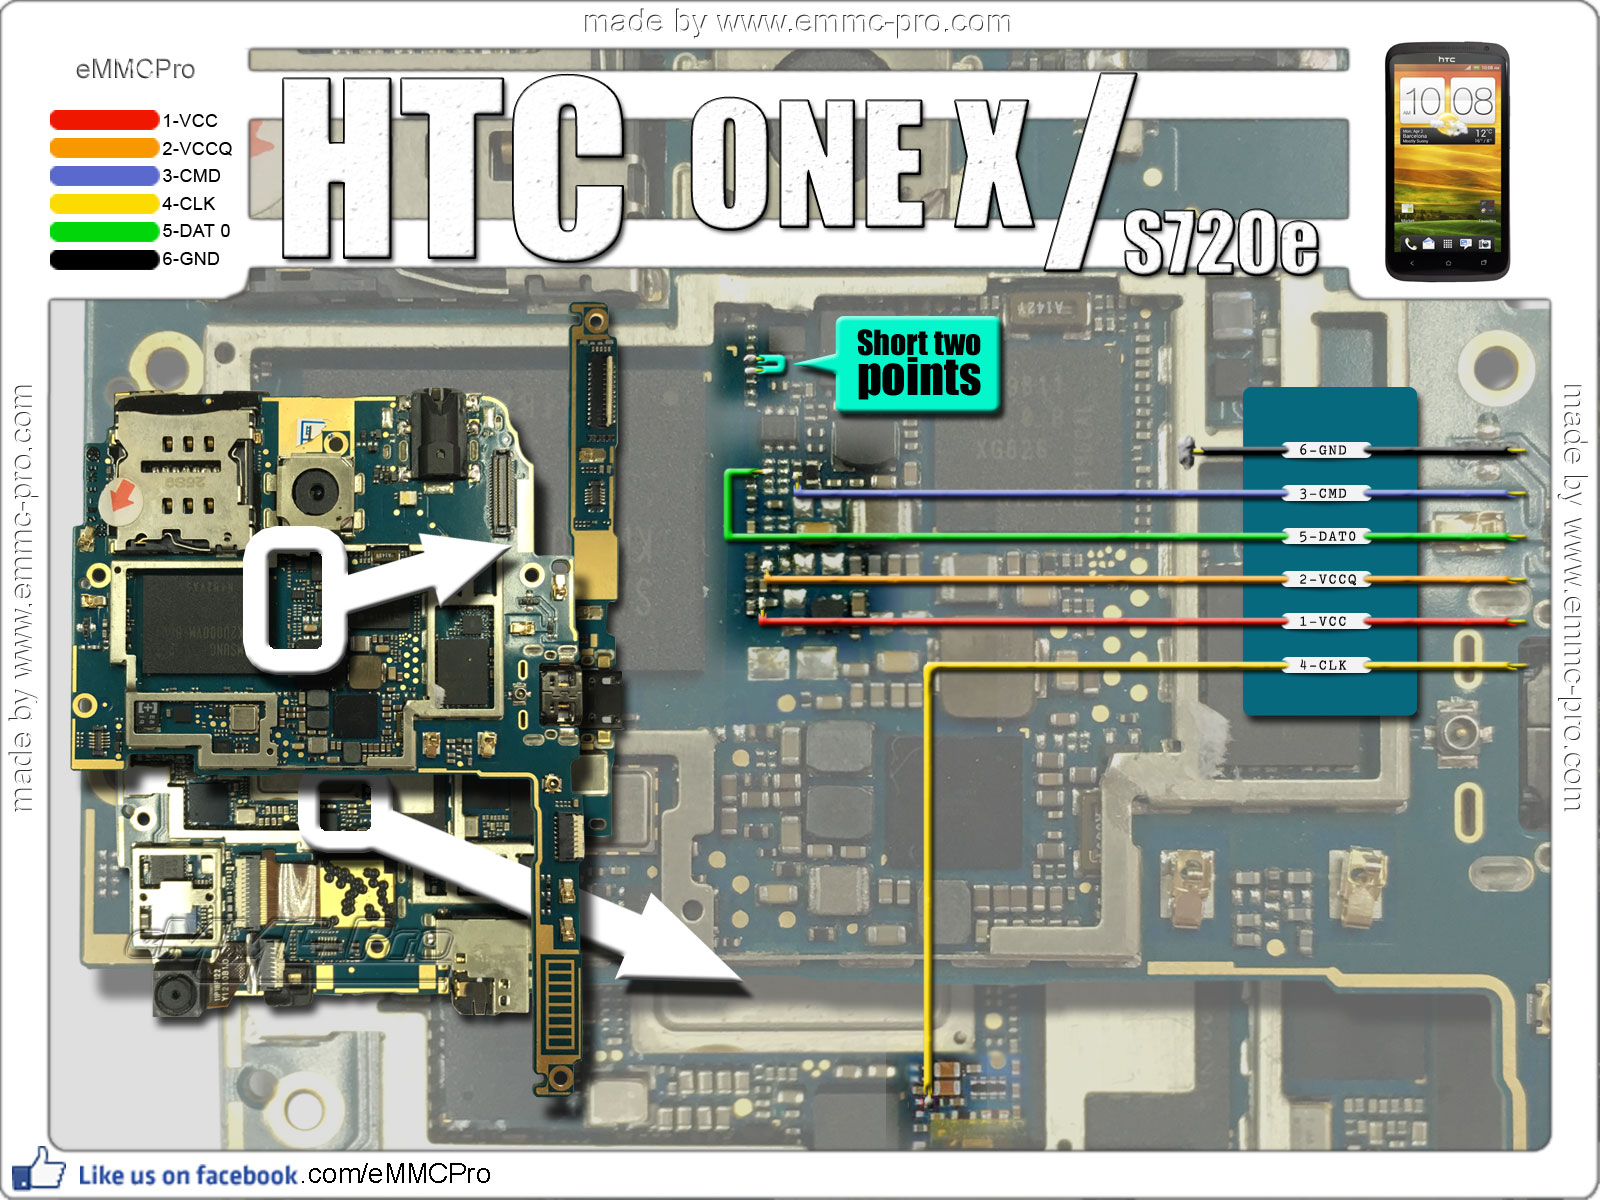 made by www.emmc-pro.com
eMMCPro
1-VCC
2-VCCQ
3-CMD
4-CLK
5-DAT 0
6-GND
HTC ONE X / S720e
hTC
10 08
12°C
Short two
points
A142Y
6-GND
3-CMD
5-DAT0
2-VCCQ
1-VCC
4-CLK
made by www.emmc-pro.com
made by www.emmc-pro.com
Like us on facebook.com/eMMCPro